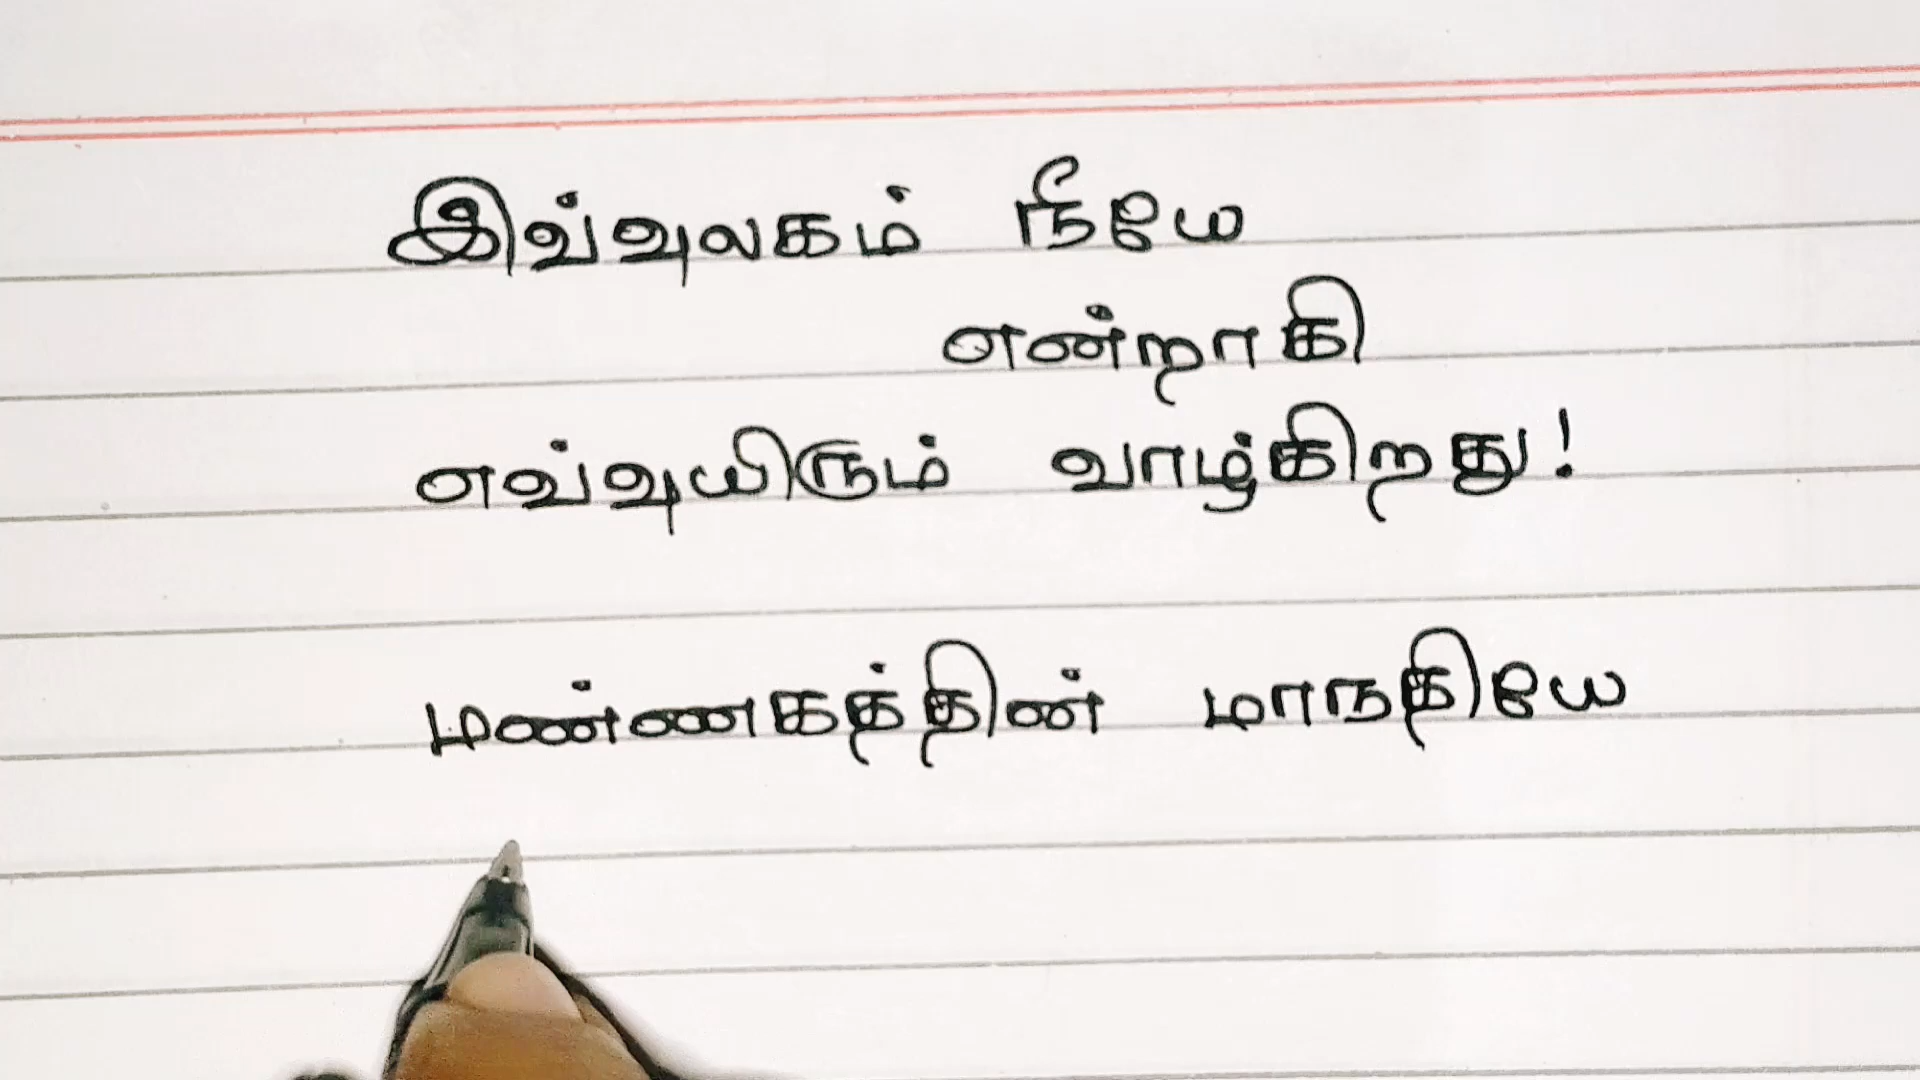 இவ்வுலகம் நீயே
என்றாகி
எவ்வுயிரும் வாழ்கிறது!
மண்ணகத்தின் மாநதியே